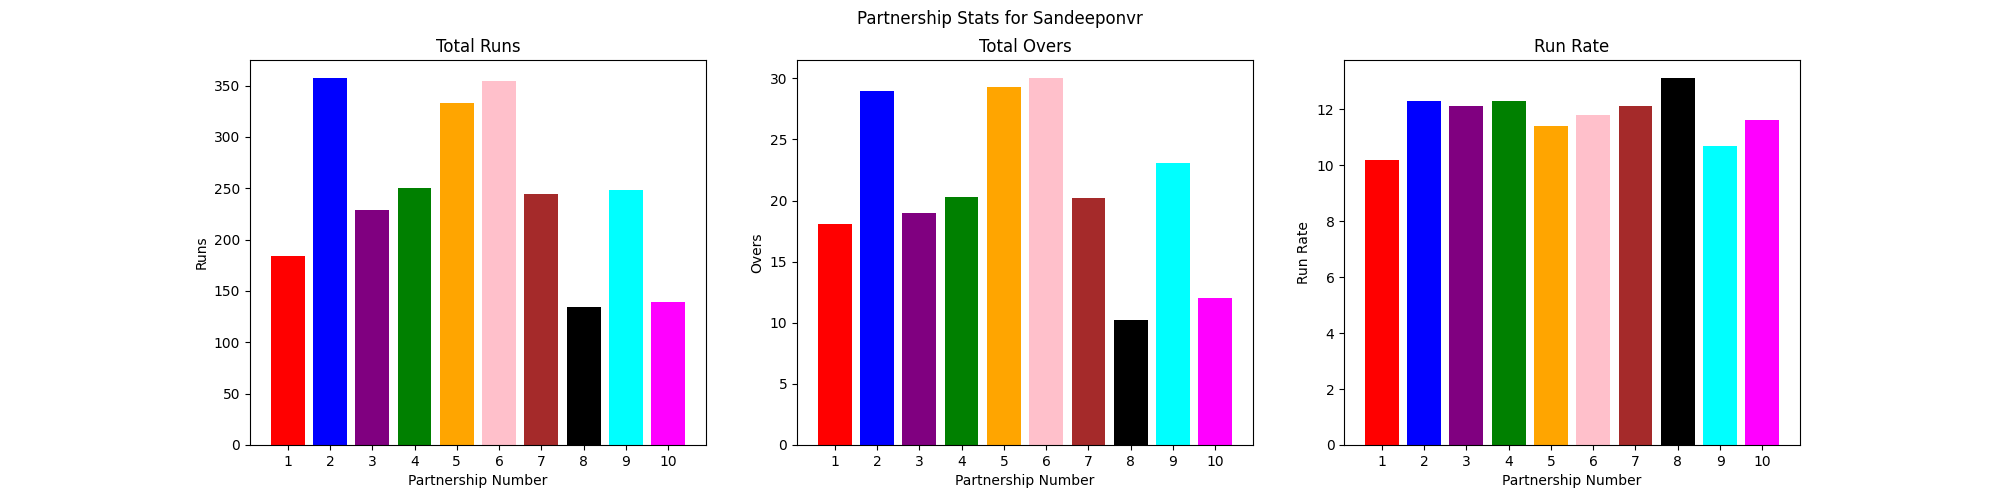 Partnership Stats for Sandeeponvr
Total Runs
Runs
350
300
250
200
150
100
50
0
1 2 3 4 5 6 7 8 9 10
Partnership Number
Total Overs
Overs
30
25
20
15
10
5
0
1 2 3 4 5 6 7 8 9 10
Partnership Number
Run Rate
Run Rate
12
10
8
6
4
2
0
1 2 3 4 5 6 7 8 9 10
Partnership Number